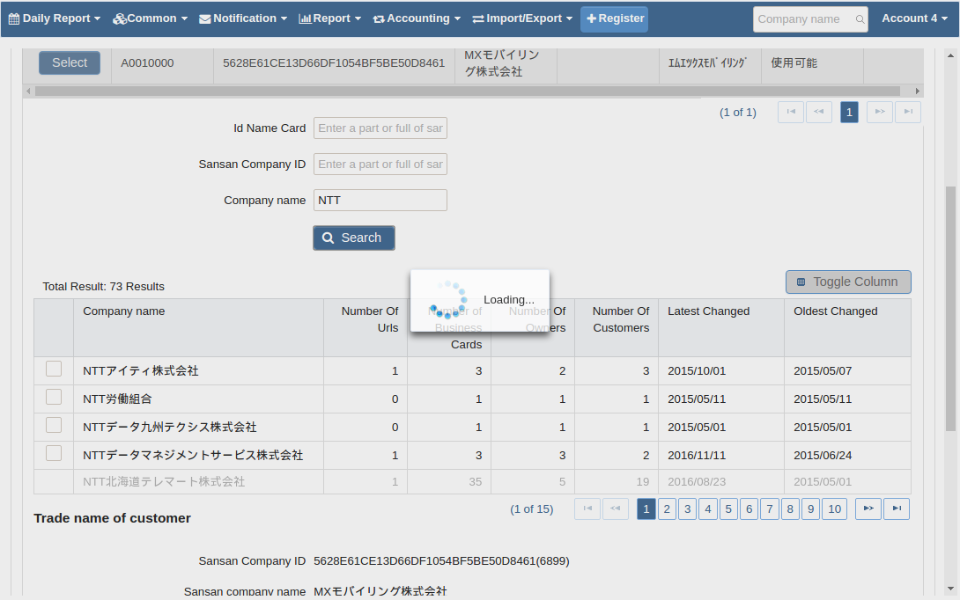 Daily Report Common Notification Report Accounting Import/Export Register Company name Account 4
Select A0010000 5628E61CE13D66DF1054BF5BE50D8461 MXモバイリング株式会社 ｴﾑｴｯｸｽﾓﾊﾞｲﾘﾝｸﾞ 使用可能
(1 of 1) 1
Id Name Card Enter a part or full of sar
Sansan Company ID Enter a part or full of sar
Company name NTT
Search
Total Result: 73 Results Toggle Column
Loading...
Company name Number Of Urls Number of Business Cards Number Of Owners Number Of Customers Latest Changed Oldest Changed
NTTアイティ株式会社 1 3 2 3 2015/10/01 2015/05/07
NTT労働組合 0 1 1 1 2015/05/11 2015/05/11
NTTデータ九州テクシス株式会社 0 1 1 1 2015/05/01 2015/05/01
NTTデータマネジメントサービス株式会社 1 3 3 2 2016/11/11 2015/06/24
NTT北海道テレマート株式会社 1 35 5 19 2016/08/23 2015/05/01
(1 of 15) 1 2 3 4 5 6 7 8 9 10
Trade name of customer
Sansan Company ID 5628E61CE13D66DF1054BF5BE50D8461(6899)
Sansan company name MXモバイリング株式会社